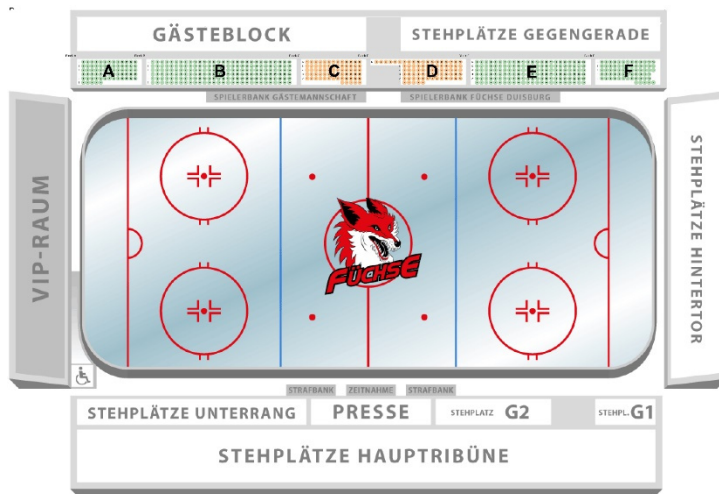 GÄSTEBLOCK
STEHPLÄTZE GEGENGERADE
A B C D E F
SPIELERBANK GÄSTEMANNSCHAFT
SPIELERBANK FÜCHSE DUISBURG
VIP-RAUM
FÜCHSE
STEHPLÄTZE HINTERTOR
STRAFBANK ZEITNAHME STRAFBANK
STEHPLÄTZE UNTERRANG
PRESSE
STEHPLATZ G2
STEHPL. G1
STEHPLÄTZE HAUPTRIBÜNE